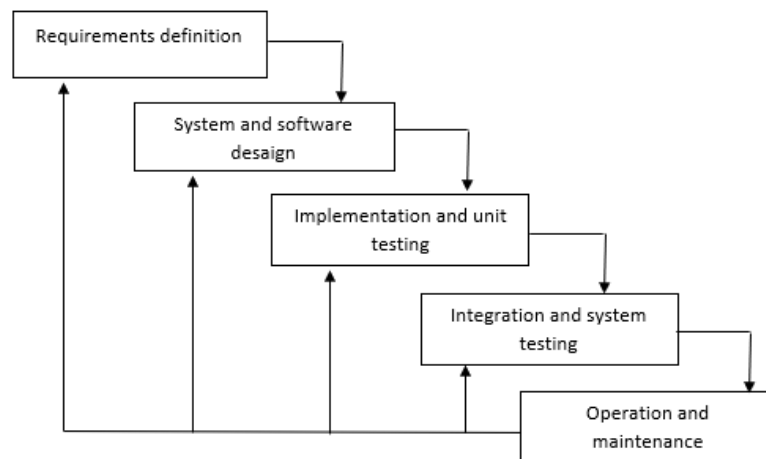 Requirements definition
System and software
desaign
Implementation and unit
testing
Integration and system
testing
Operation and
maintenance